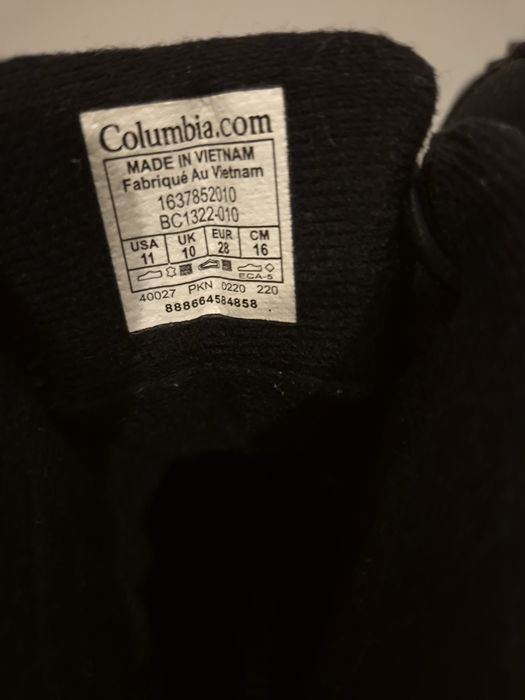 Columbia.com
MADE IN VIETNAM
Fabriqué Au Vietnam
1637852010
BC1322-010
USA UK EUR CM
11 10 28 16
ECA-5
40027 PKN 0220 220
888664584858